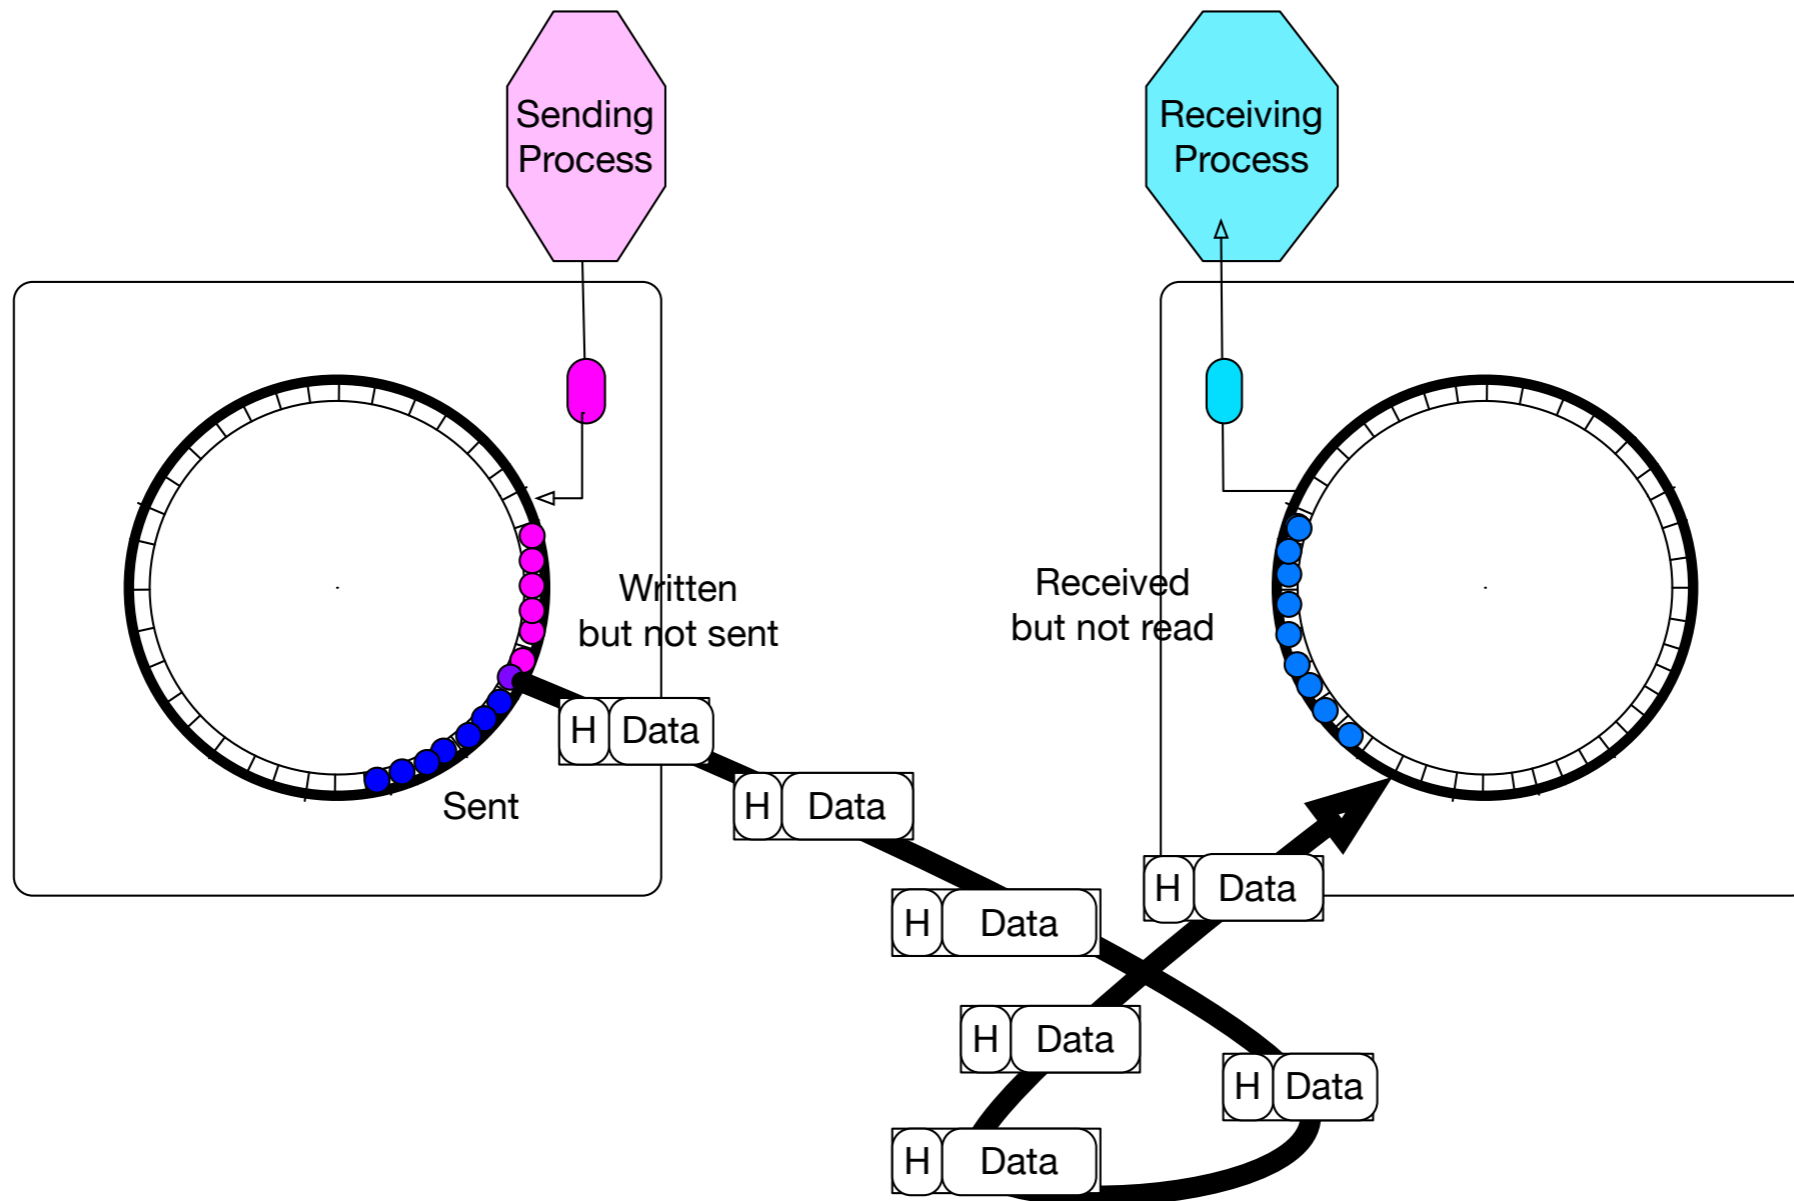 Sending
Process
Receiving
Process
Written
but not sent
Received
but not read
Sent
H Data
H Data
H Data
H Data
H Data
H Data
H Data